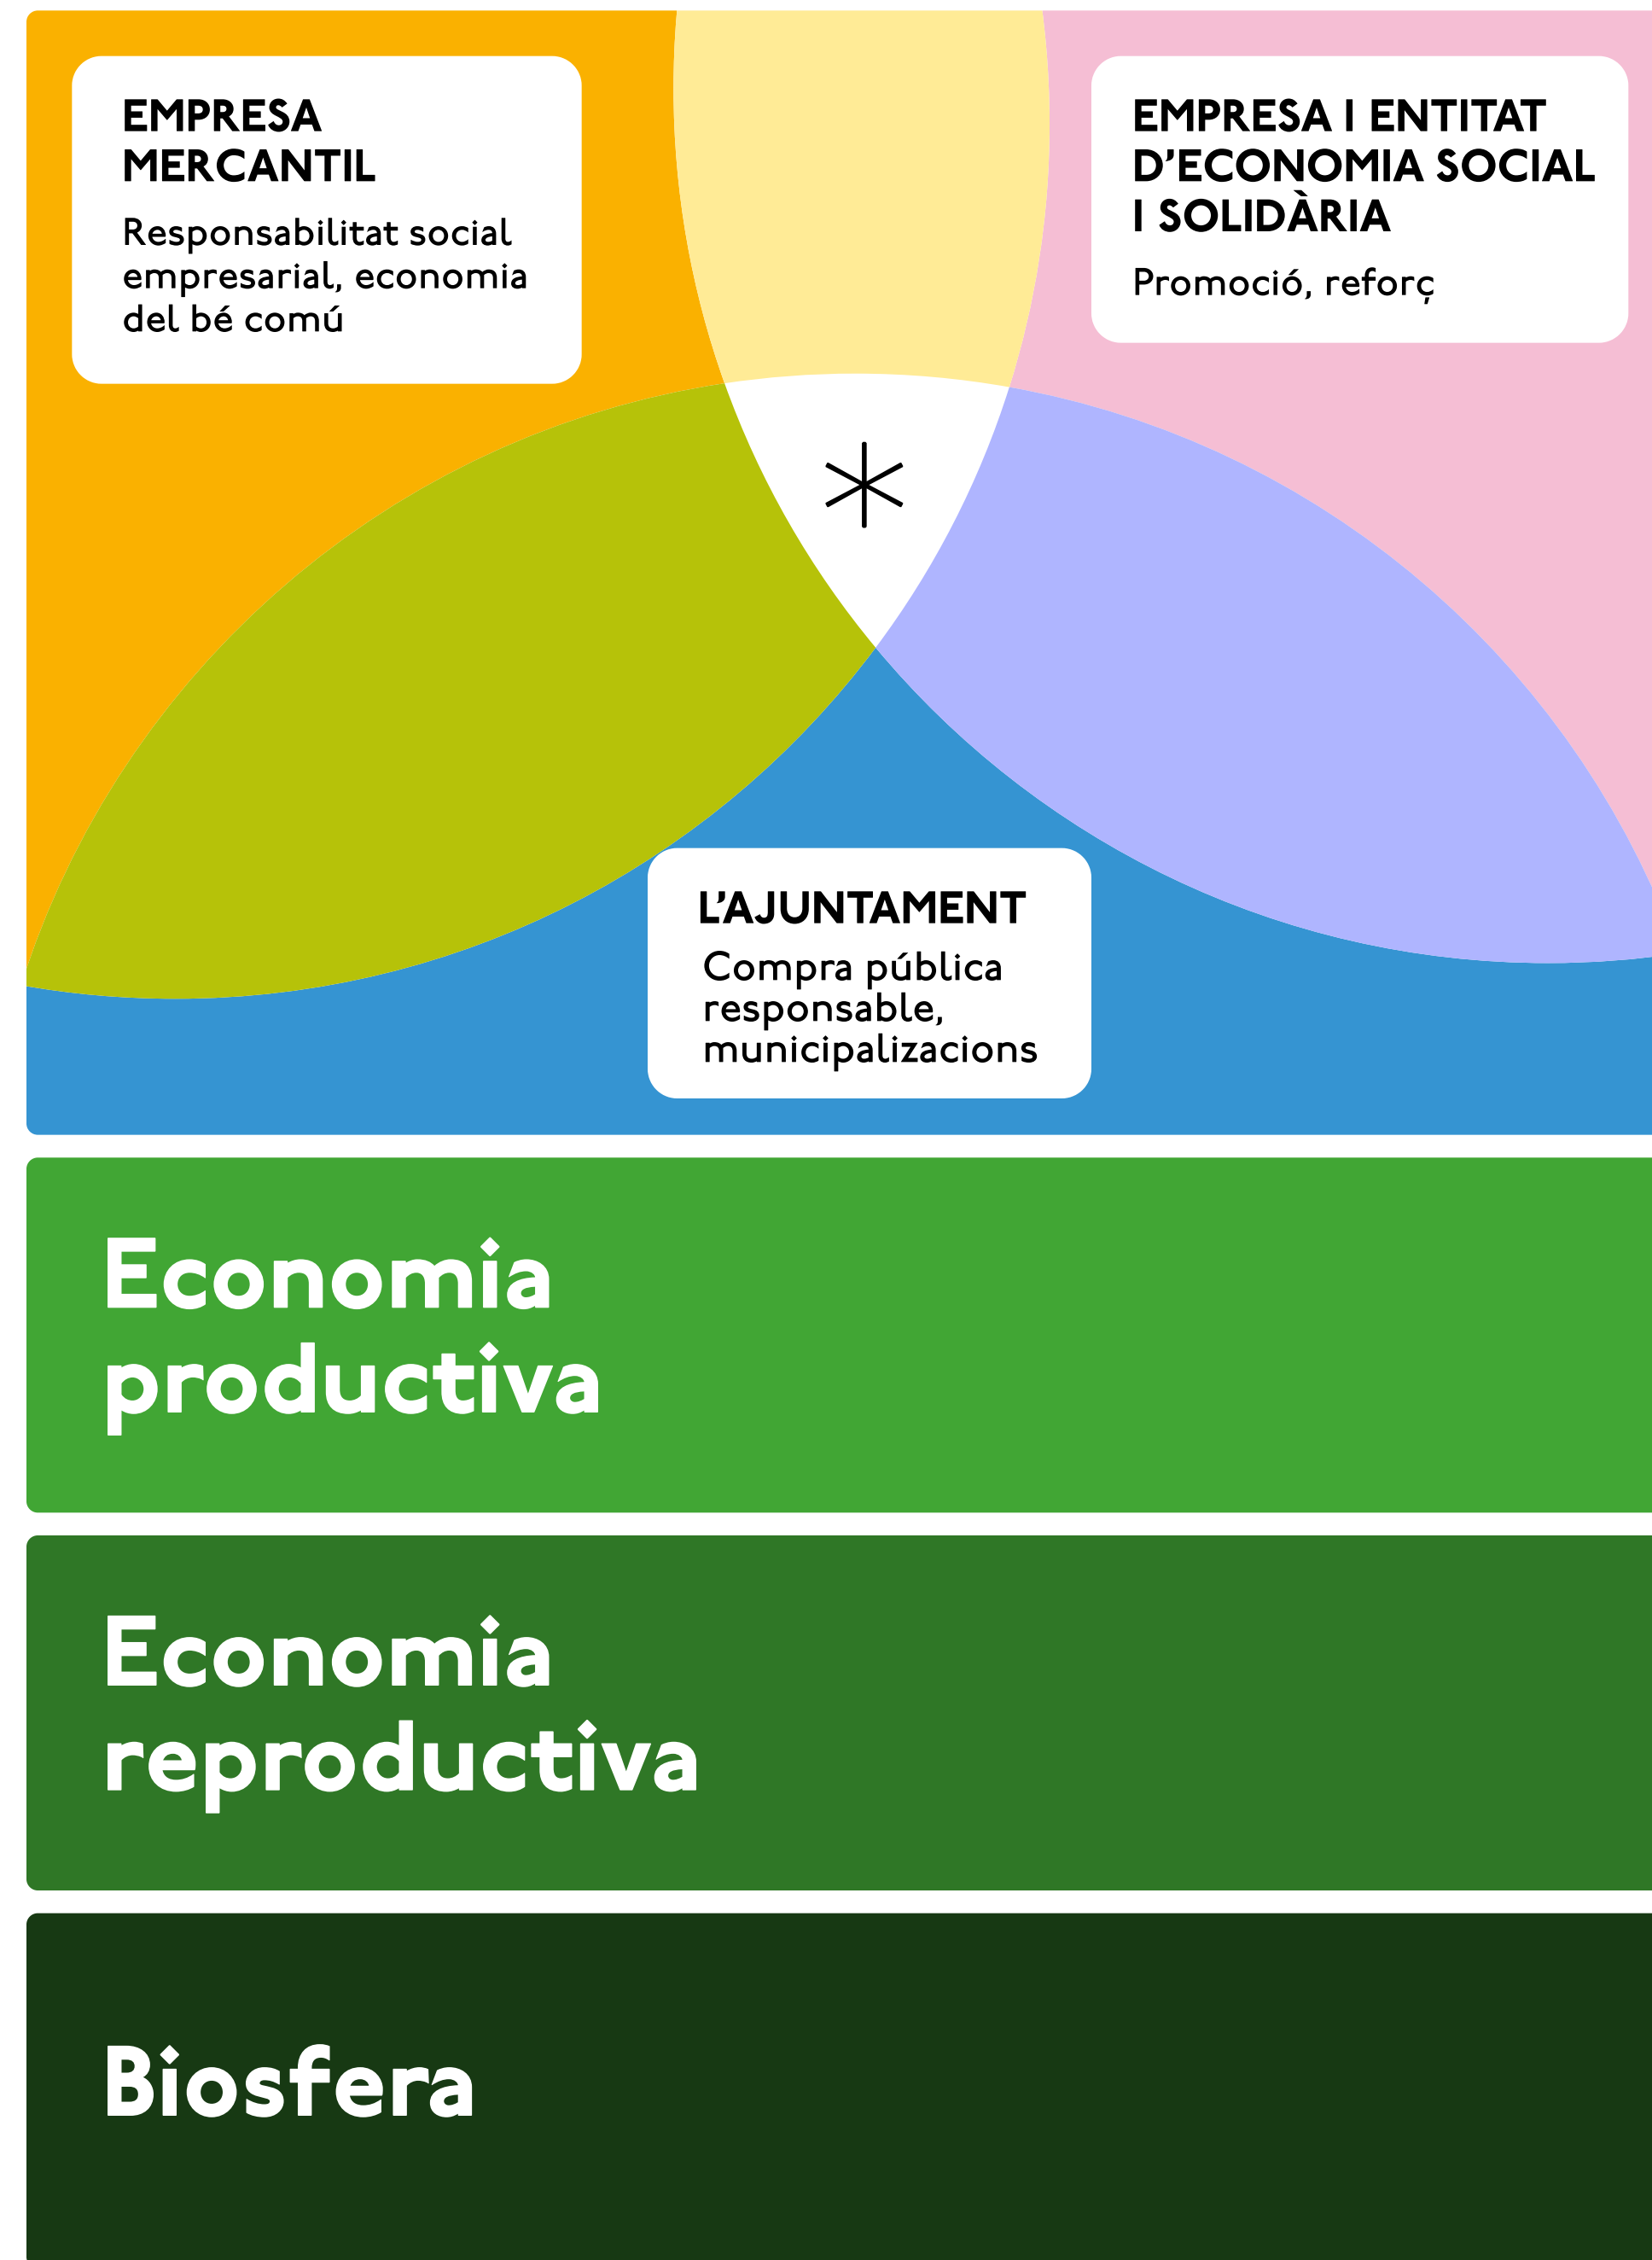 EMPRESA
MERCANTIL
Responsabilitat social
empresarial, economia
del bé comú
EMPRESA I ENTITAT
D'ECONOMIA SOCIAL
I SOLIDÀRIA
Promoció, reforç
*
L'AJUNTAMENT
Compra pública
responsable,
municipalizacions
Economia
productiva
Economia
reproductiva
Biosfera